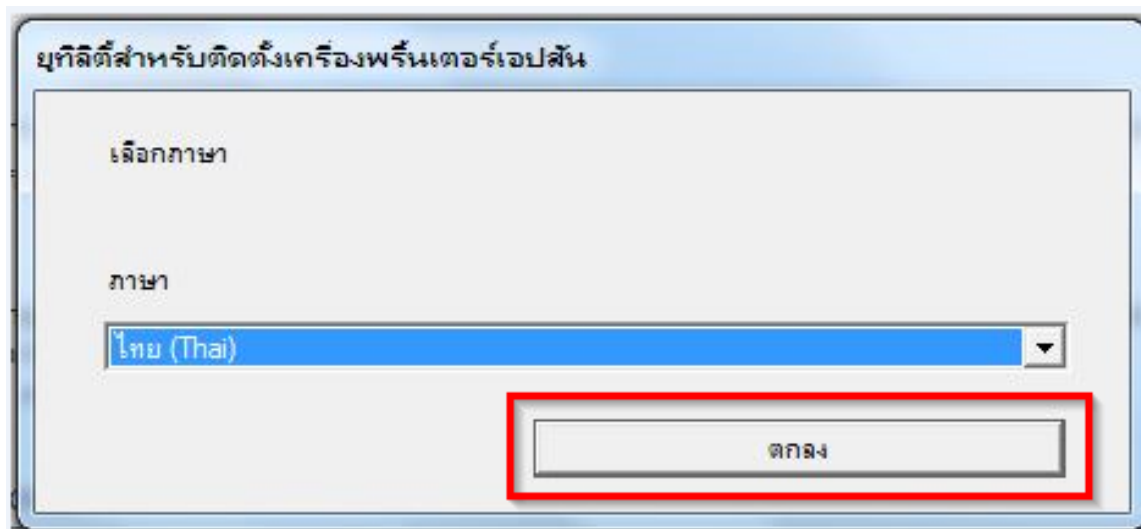 ยุทิลิตี้สำหรับติดตั้งเครื่องพริ้นเตอร์เอปสัน
เลือกภาษา
ภาษา
ไทย (Thai)
ตกลง